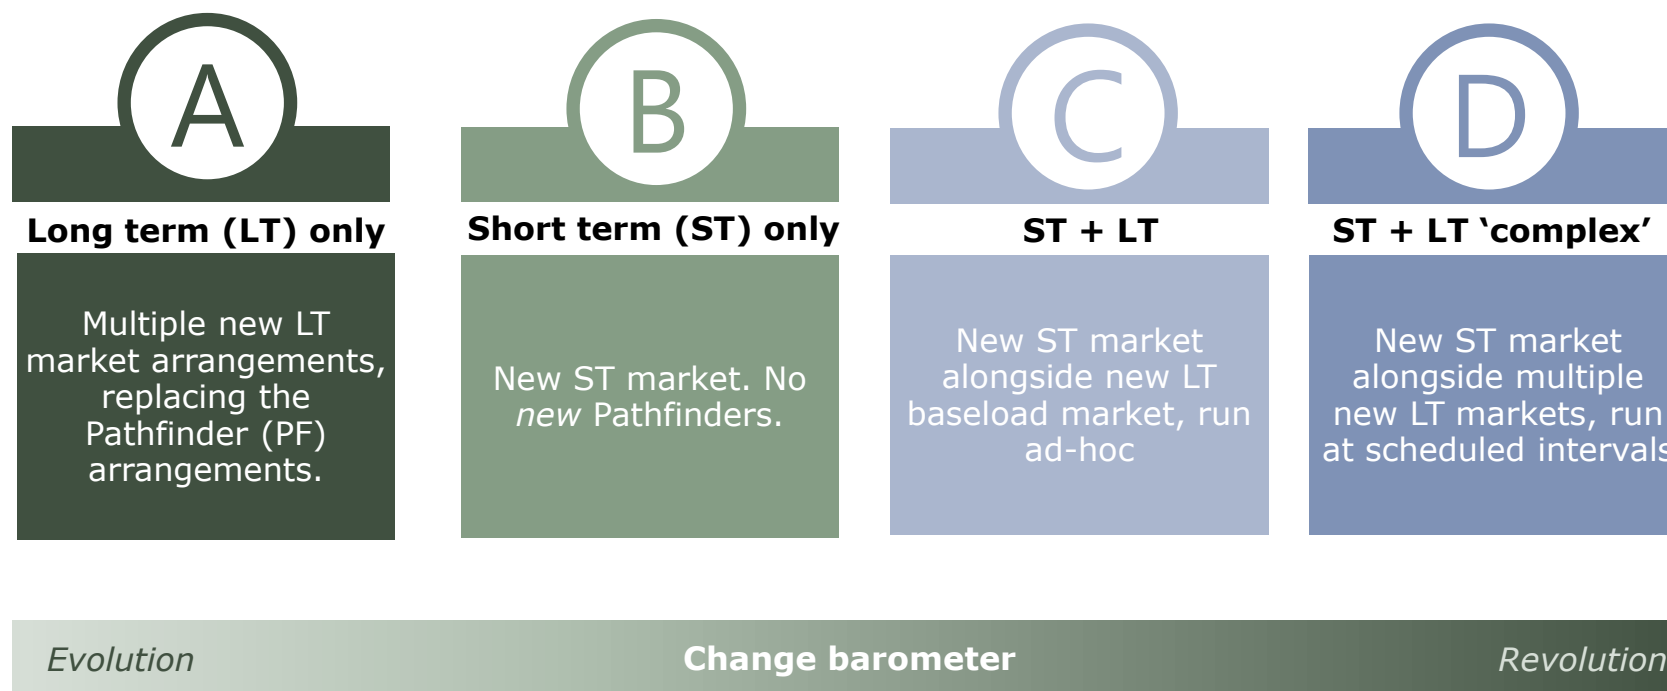 A
Long term (LT) only
Multiple new LT
market arrangements,
replacing the
Pathfinder (PF)
arrangements.
B
Short term (ST) only
New ST market. No
new Pathfinders.
C
ST + LT
New ST market
alongside new LT
baseload market, run
ad-hoc
D
ST + LT ‘complex’
New ST market
alongside multiple
new LT markets, run
at scheduled intervals
Evolution
Change barometer
Revolution